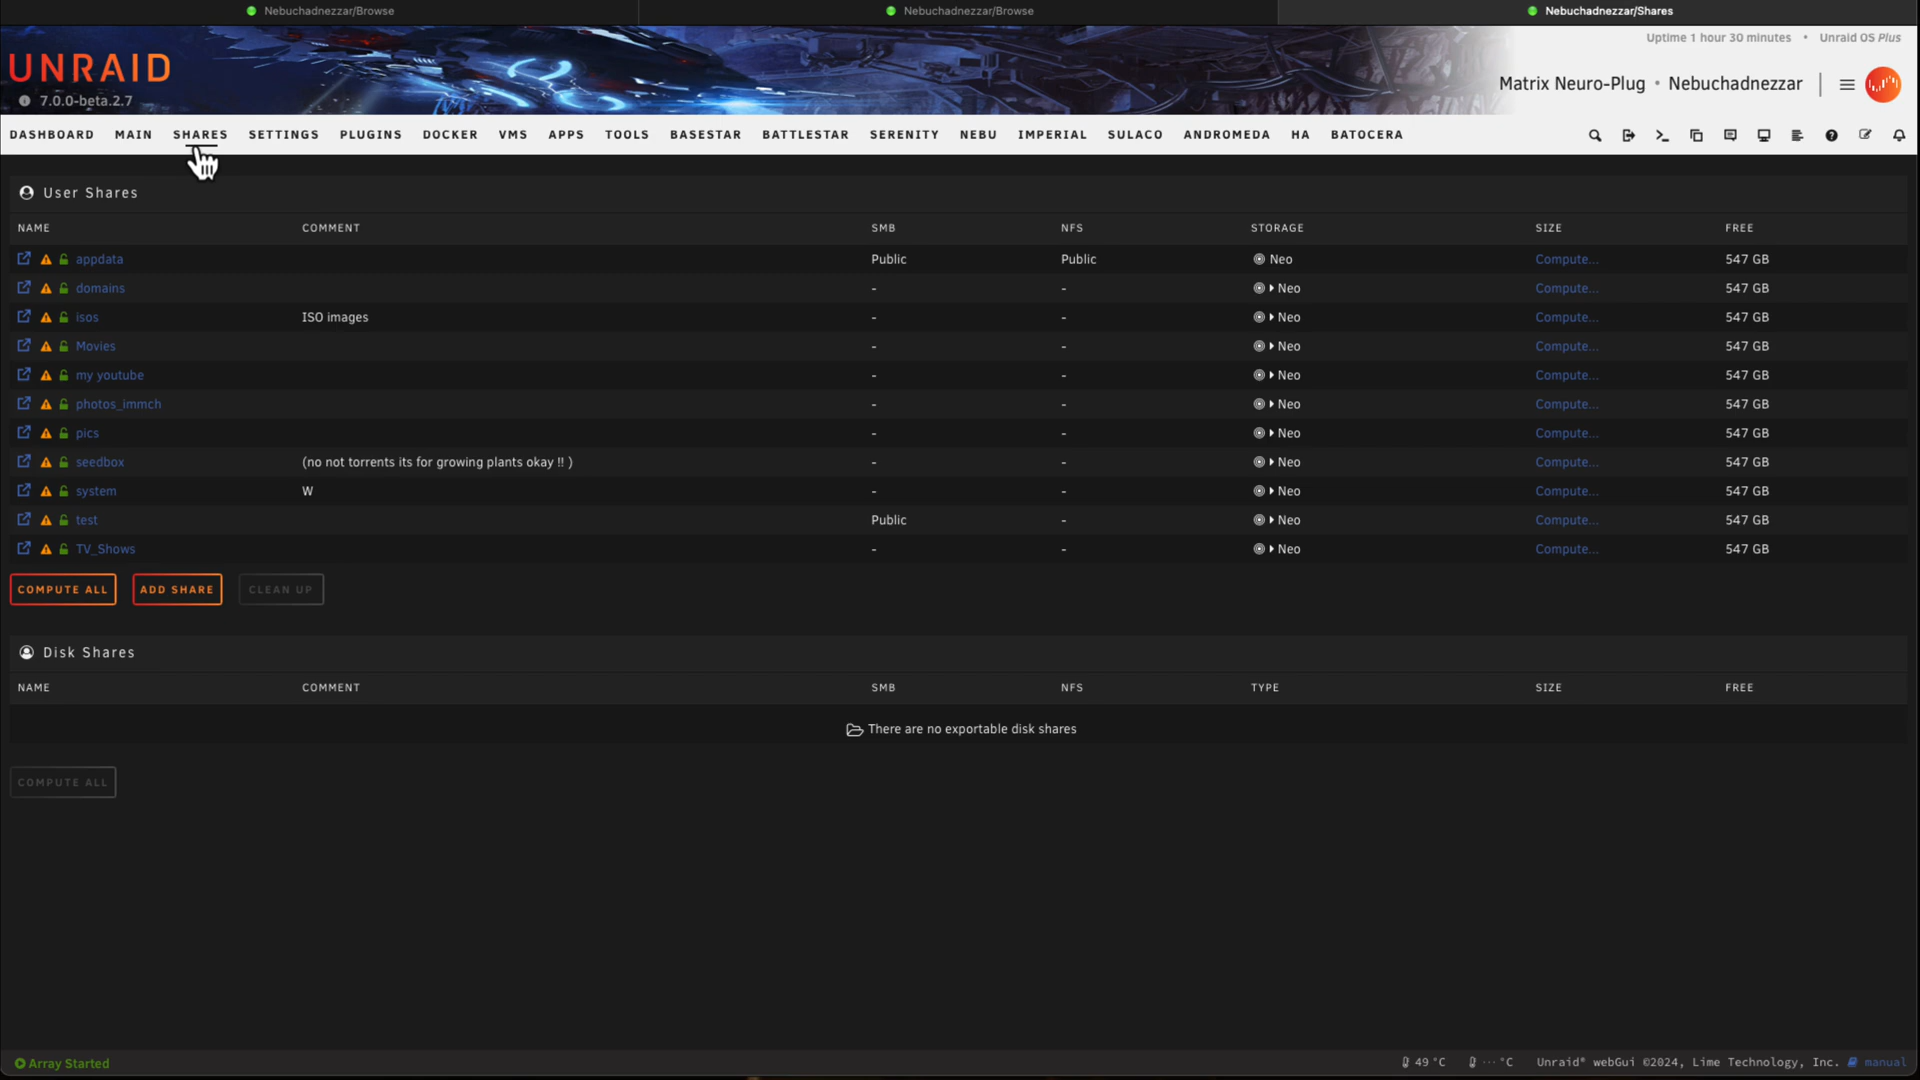 Nebuchadnezzar/Browse Nebuchadnezzar/Browse Nebuchadnezzar/Shares
Uptime 1 hour 30 minutes • Unraid OS Plus
UNRAID
7.0.0-beta.2.7
Matrix Neuro-Plug • Nebuchadnezzar
DASHBOARD MAIN SHARES SETTINGS PLUGINS DOCKER VMS APPS TOOLS BASESTAR BATTLESTAR SERENITY NEBU IMPERIAL SULACO ANDROMEDA HA BATOCERA
User Shares
NAME COMMENT SMB NFS STORAGE SIZE FREE
appdata Public Public Neo Compute... 547 GB
domains - - Neo Compute... 547 GB
isos ISO images - - Neo Compute... 547 GB
Movies - - Neo Compute... 547 GB
my youtube - - Neo Compute... 547 GB
photos_immch - - Neo Compute... 547 GB
pics - - Neo Compute... 547 GB
seedbox (no not torrents its for growing plants okay !! ) - - Neo Compute... 547 GB
system W - - Neo Compute... 547 GB
test Public - Neo Compute... 547 GB
TV_Shows - - Neo Compute... 547 GB
COMPUTE ALL ADD SHARE CLEAN UP
Disk Shares
NAME COMMENT SMB NFS TYPE SIZE FREE
There are no exportable disk shares
COMPUTE ALL
Array Started 49 °C ··· °C Unraid® webGui ©2024, Lime Technology, Inc. manual